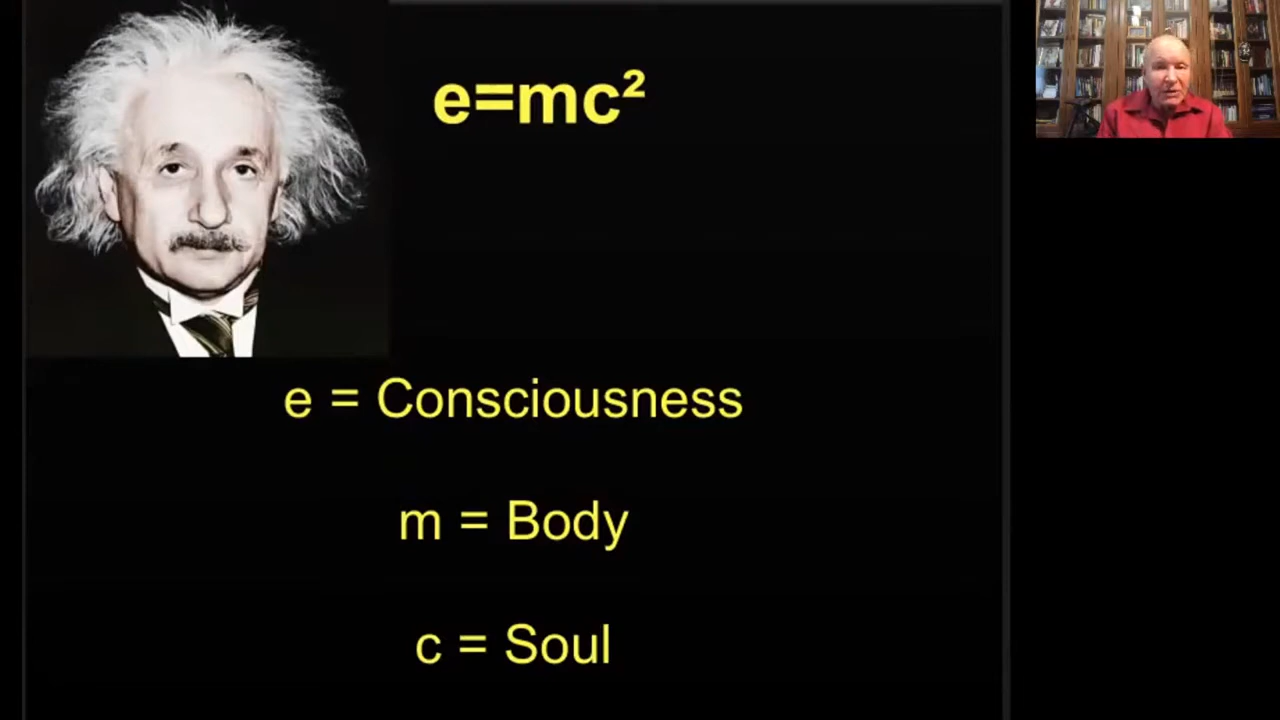 e=mc²
e = Consciousness
m = Body
c = Soul